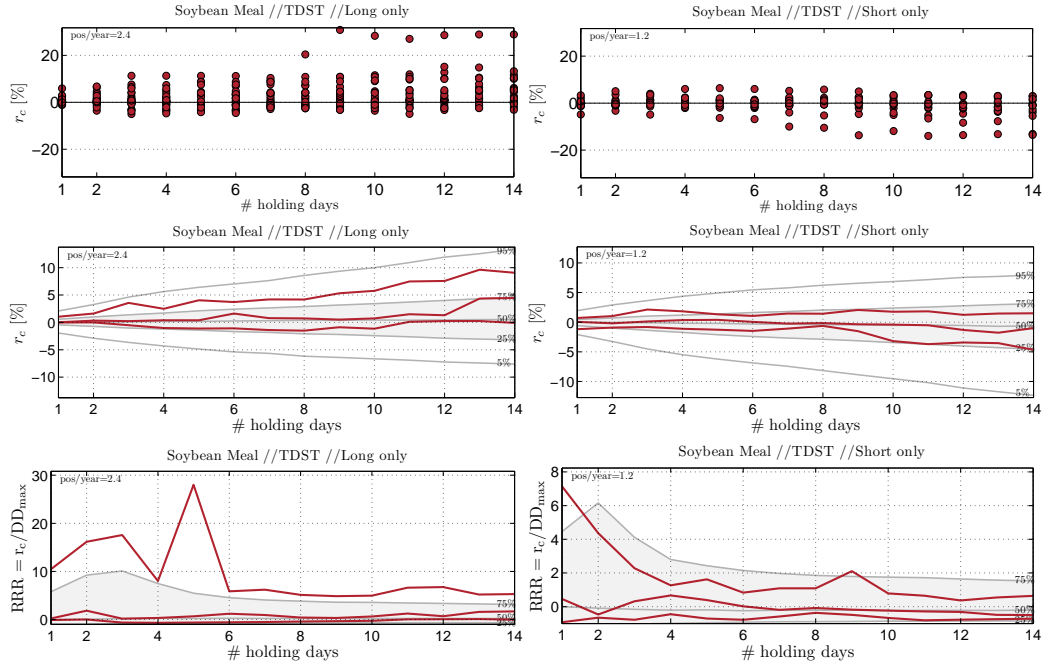 Soybean Meal //TDST //Long only
pos/year=2.4
20
0
−20
r_c [%]
1 2 4 6 8 10 12 14
# holding days
Soybean Meal //TDST //Short only
pos/year=1.2
20
0
−20
r_c [%]
1 2 4 6 8 10 12 14
# holding days
Soybean Meal //TDST //Long only
pos/year=2.4
10
5
0
−5
−10
r_c [%]
95%
75%
50%
25%
5%
1 2 4 6 8 10 12 14
# holding days
Soybean Meal //TDST //Short only
pos/year=1.2
10
5
0
−5
−10
r_c [%]
95%
75%
50%
25%
5%
1 2 4 6 8 10 12 14
# holding days
Soybean Meal //TDST //Long only
pos/year=2.4
30
20
10
0
RRR = r_c/DD_max
75%
50%
25%
1 2 4 6 8 10 12 14
# holding days
Soybean Meal //TDST //Short only
pos/year=1.2
8
6
4
2
0
RRR = r_c/DD_max
75%
50%
25%
1 2 4 6 8 10 12 14
# holding days